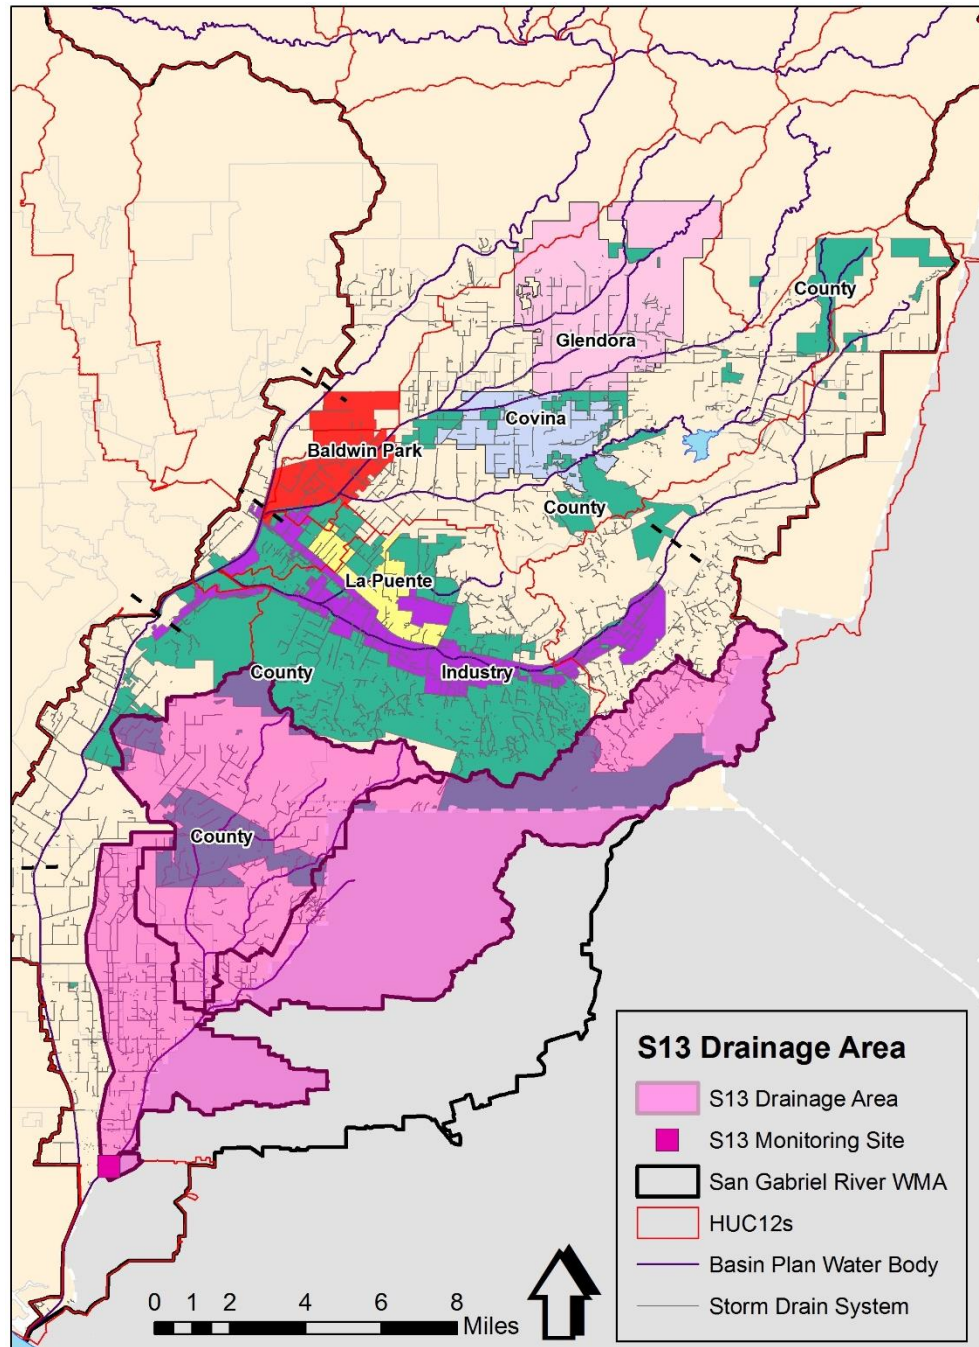 County
Glendora
Covina
Baldwin Park
County
La Puente
County
Industry
County
S13 Drainage Area
S13 Drainage Area
S13 Monitoring Site
San Gabriel River WMA
HUC12s
Basin Plan Water Body
Storm Drain System
0 1 2 4 6 8
Miles